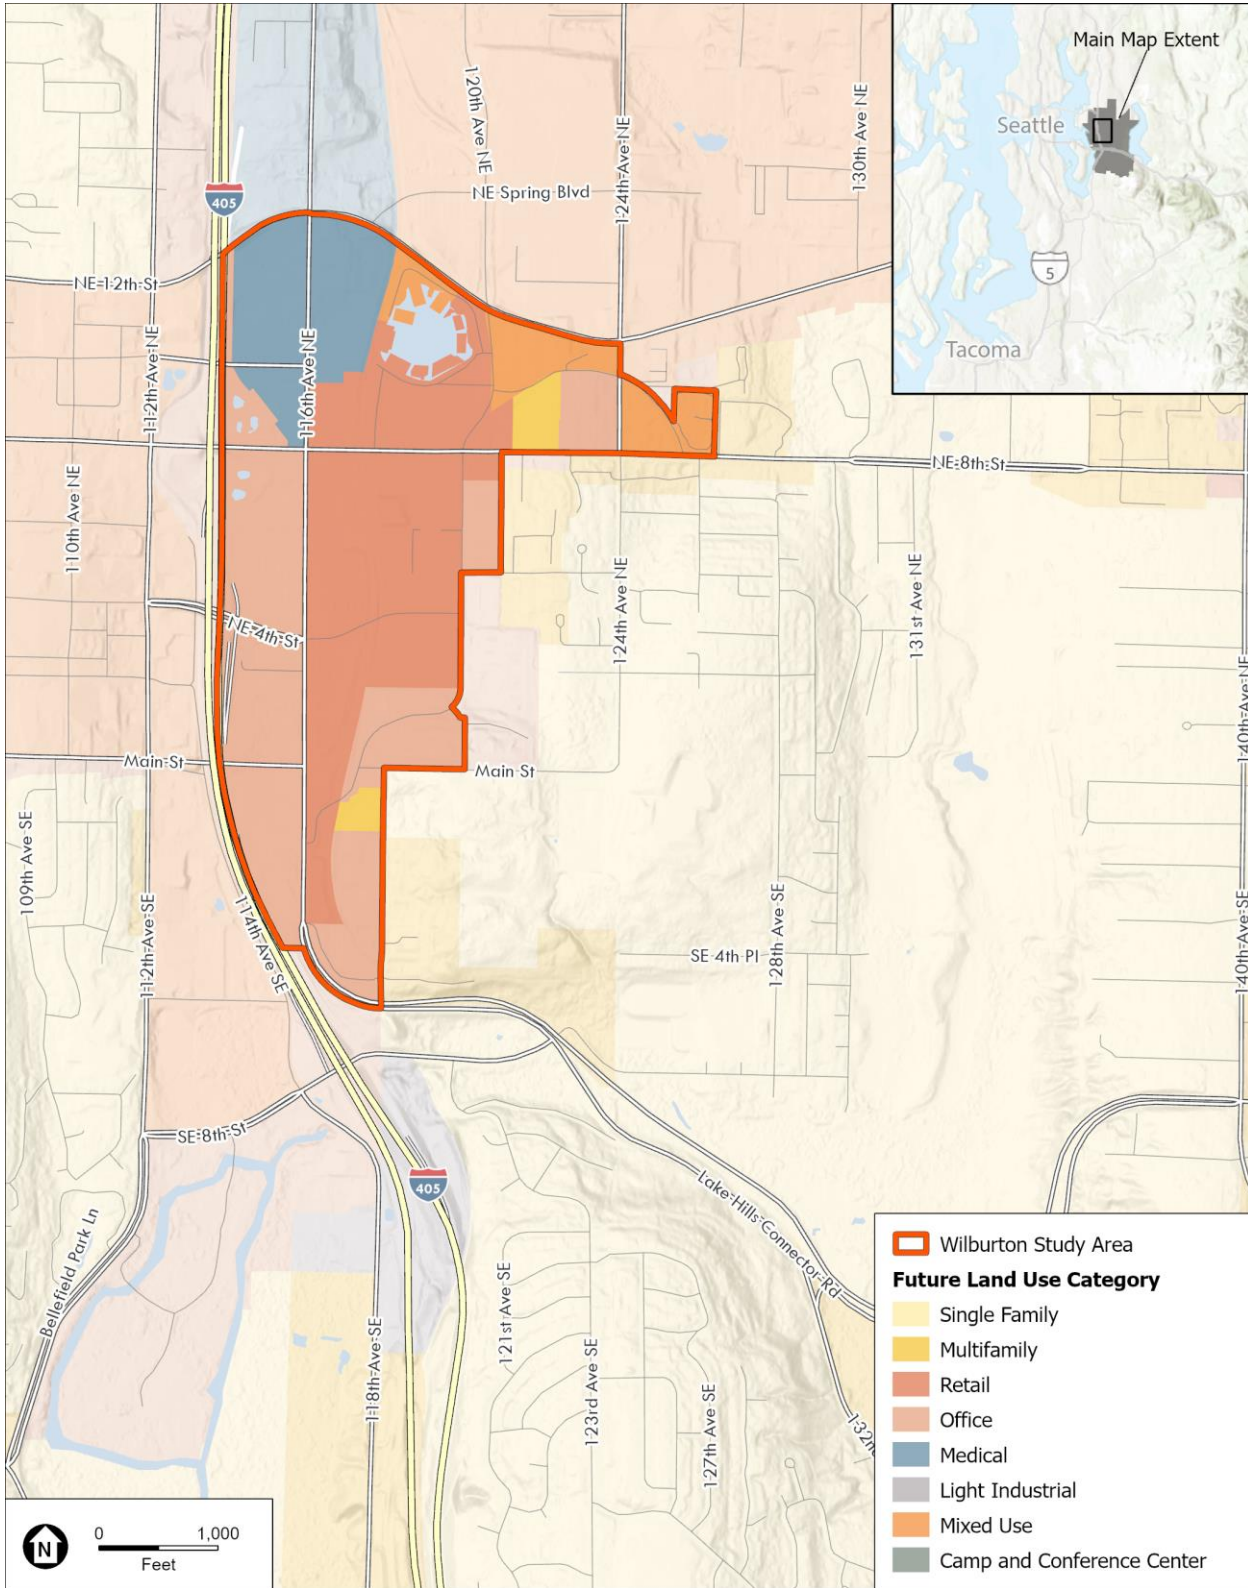 Main Map Extent
Seattle
5
Tacoma
120th Ave NE
124th Ave NE
130th Ave NE
NE Spring Blvd
405
NE 12th St
112th Ave NE
116th Ave NE
110th Ave NE
NE 8th St
124th Ave NE
131st Ave NE
NE 4th St
140th Ave NE
Main St
Main St
109th Ave SE
112th Ave SE
114th Ave SE
SE 4th Pl
128th Ave SE
140th Ave SE
SE 8th St
405
Lake Hills Connector Rd
Bellefield Park Ln
118th Ave SE
121st Ave SE
123rd Ave SE
127th Ave SE
Wilburton Study Area
Future Land Use Category
Single Family
Multifamily
Retail
Office
Medical
Light Industrial
Mixed Use
Camp and Conference Center
N
0 1,000
Feet